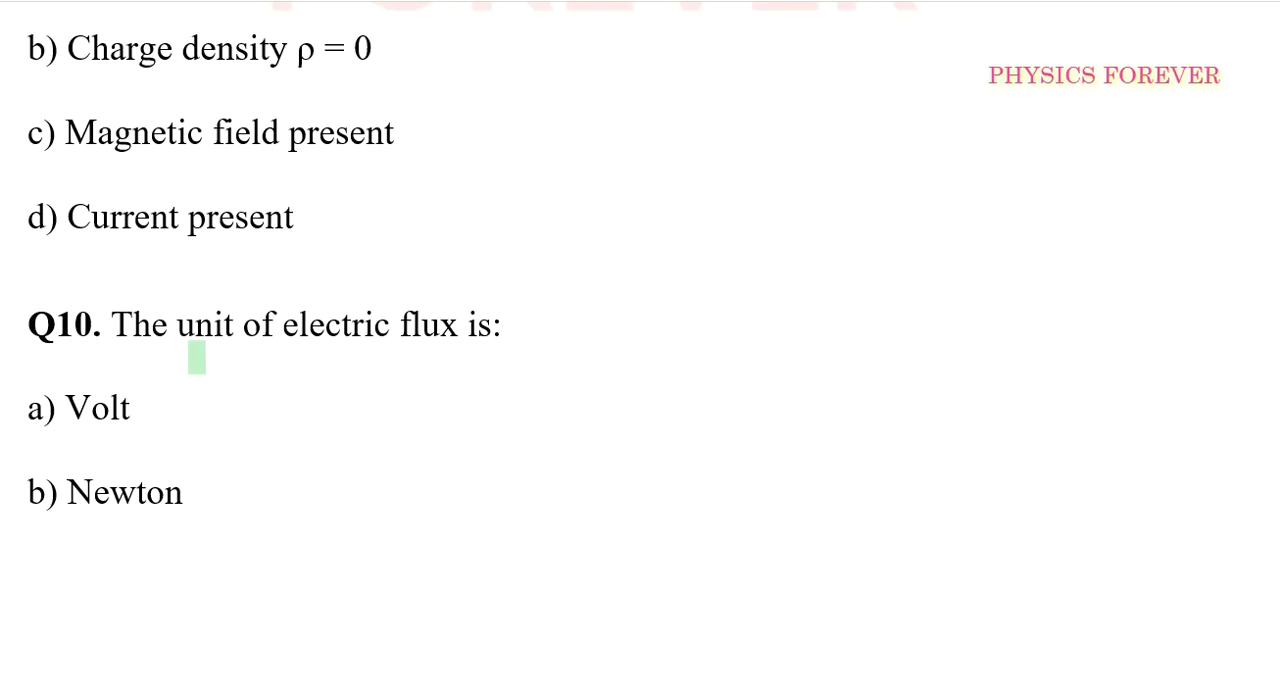 b) Charge density ρ = 0
PHYSICS FOREVER
c) Magnetic field present
d) Current present
Q10. The unit of electric flux is:
a) Volt
b) Newton